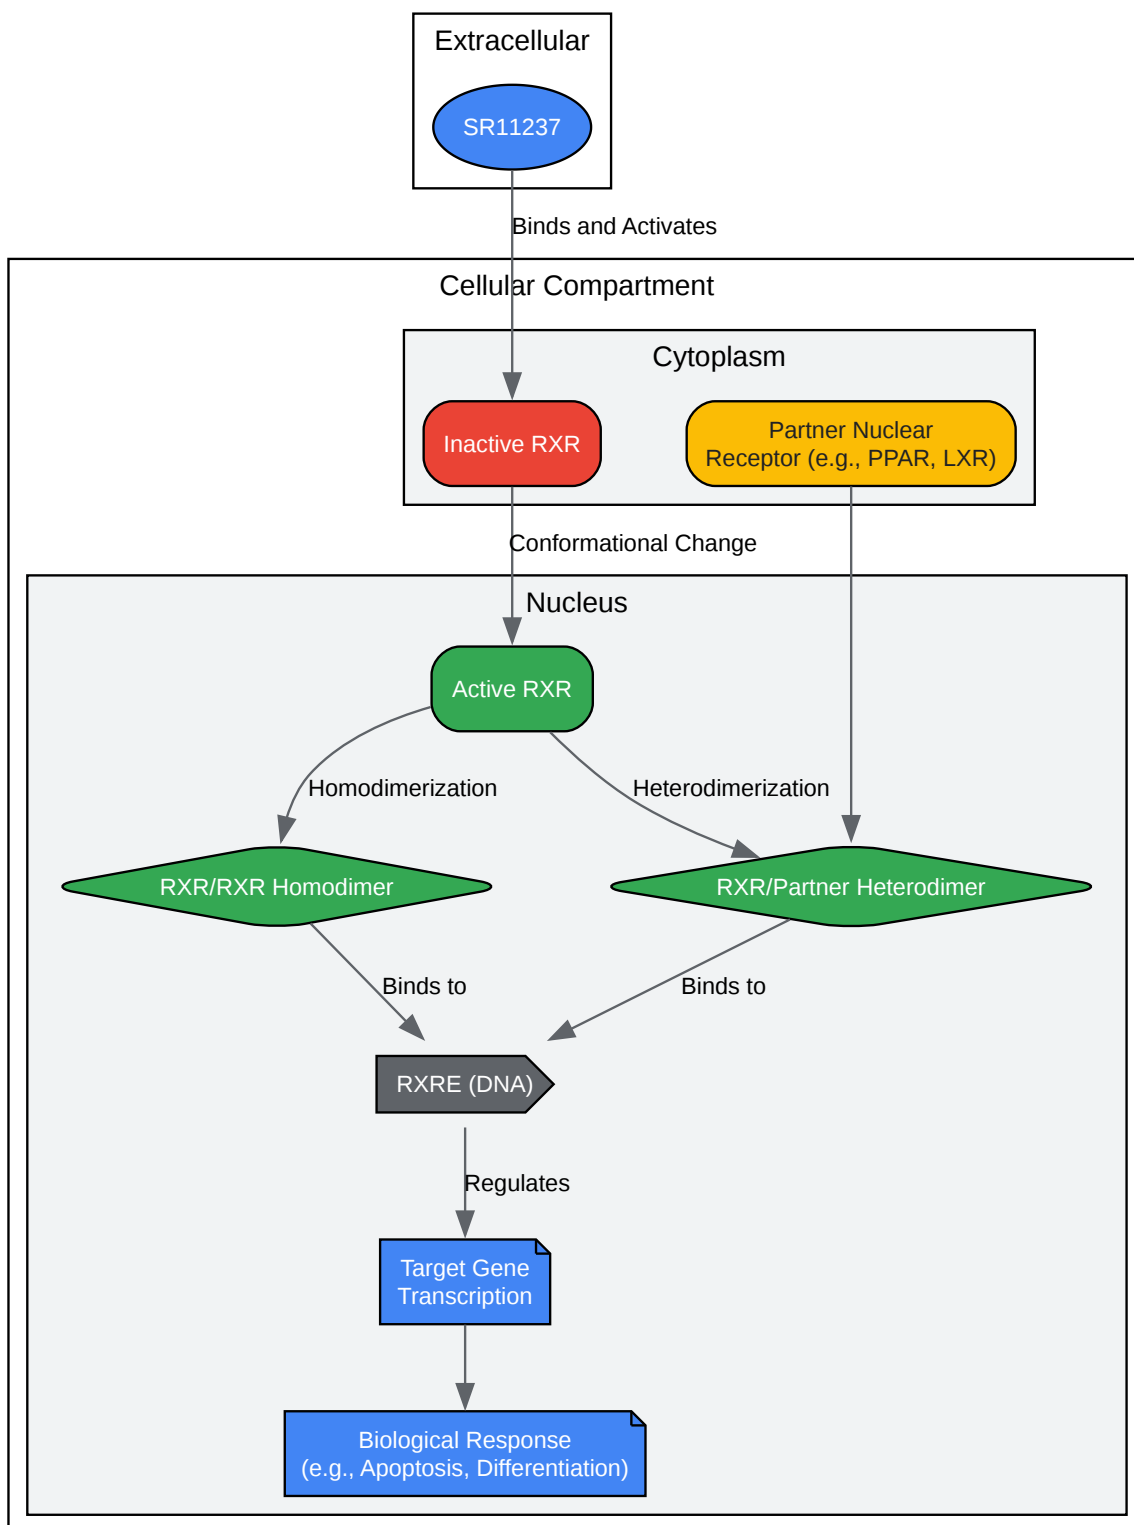 Extracellular
SR11237
Binds and Activates
Cellular Compartment
Cytoplasm
Inactive RXR
Partner Nuclear
Receptor (e.g., PPAR, LXR)
Conformational Change
Nucleus
Active RXR
Homodimerization
Heterodimerization
RXR/RXR Homodimer
RXR/Partner Heterodimer
Binds to
Binds to
RXRE (DNA)
Regulates
Target Gene
Transcription
Biological Response
(e.g., Apoptosis, Differentiation)